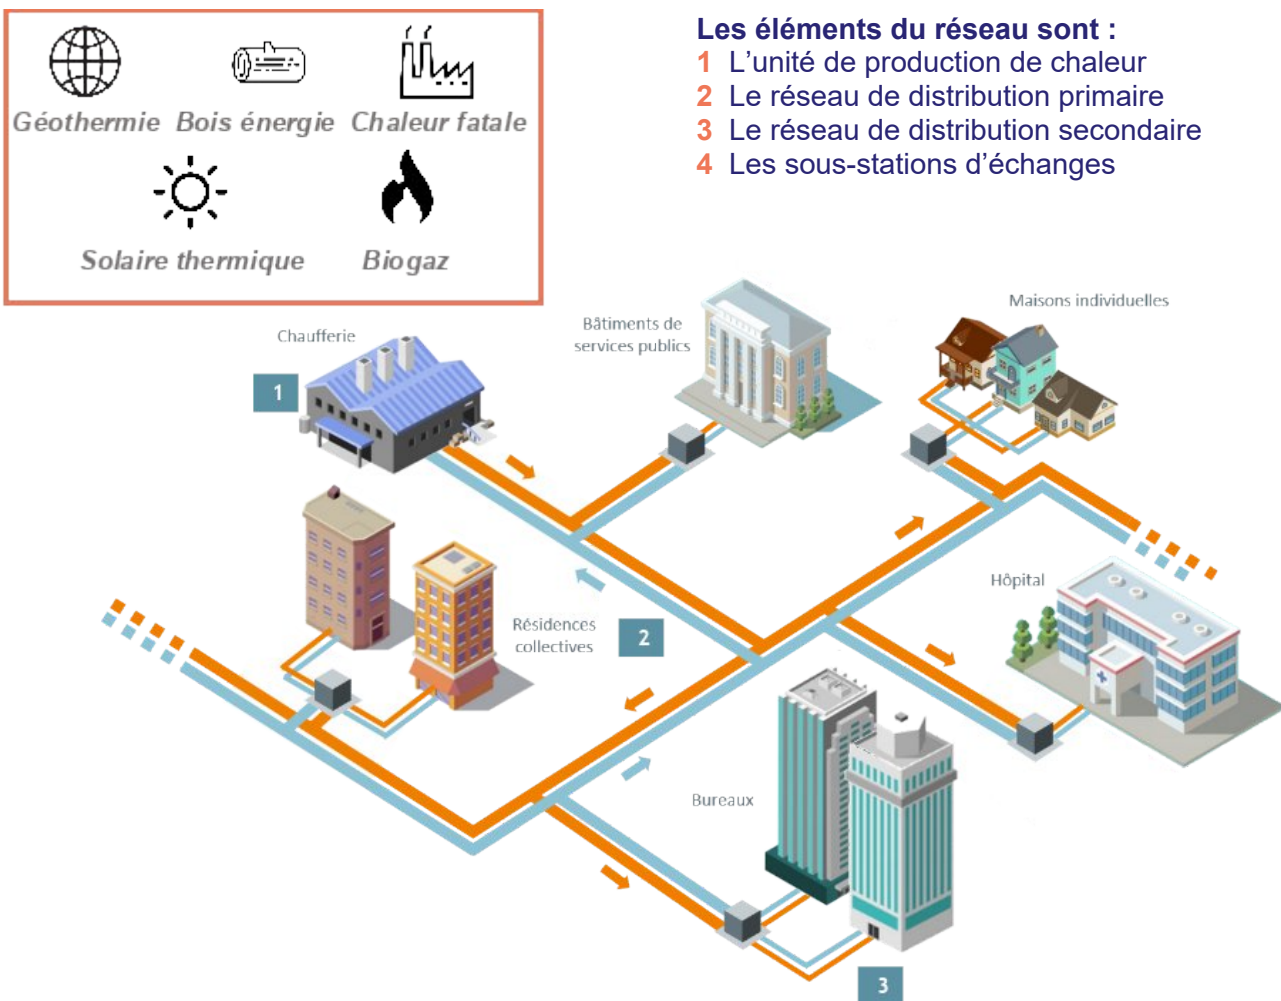 Géothermie Bois énergie Chaleur fatale
Solaire thermique Biogaz
Les éléments du réseau sont :
1 L'unité de production de chaleur
2 Le réseau de distribution primaire
3 Le réseau de distribution secondaire
4 Les sous-stations d'échanges
Chaufferie
1
Bâtiments de
services publics
Maisons individuelles
Hôpital
Résidences
collectives
2
Bureaux
3